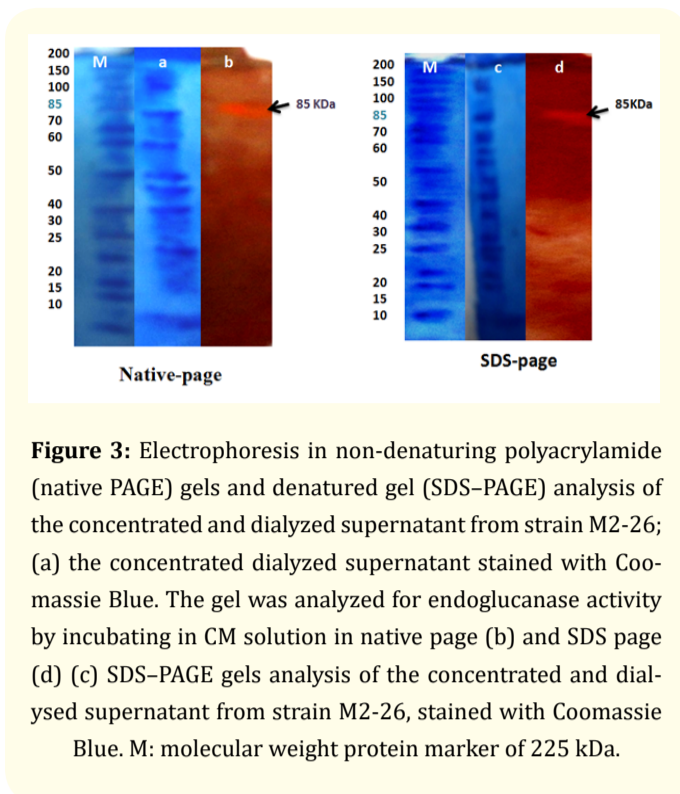 200
150
100
85
70
60
50
40
30
25
20
15
10
M
a
b
85 KDa
Native-page
200
150
100
85
70
60
50
40
30
25
20
15
10
M
c
d
85KDa
SDS-page
Figure 3: Electrophoresis in non-denaturing polyacrylamide
(native PAGE) gels and denatured gel (SDS–PAGE) analysis of
the concentrated and dialyzed supernatant from strain M2-26;
(a) the concentrated dialyzed supernatant stained with Coo-
massie Blue. The gel was analyzed for endoglucanase activity
by incubating in CM solution in native page (b) and SDS page
(d) (c) SDS–PAGE gels analysis of the concentrated and dial-
ysed supernatant from strain M2-26, stained with Coomassie
Blue. M: molecular weight protein marker of 225 kDa.